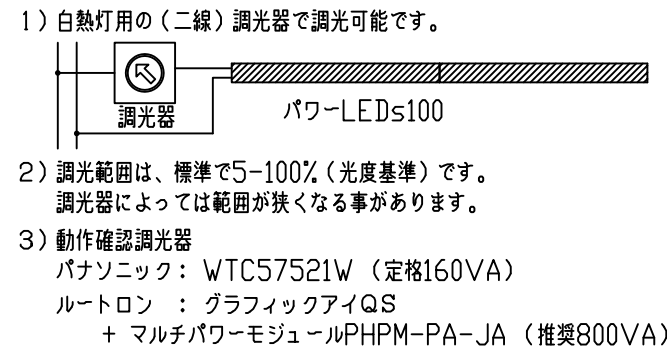 1）白熱灯用の（二線）調光器で調光可能です。
調光器
パワーLEDs100
2）調光範囲は、標準で5-100%（光度基準）です。
調光器によっては範囲が狭くなる事があります。
3）動作確認調光器
パナソニック： WTC57521W （定格160VA）
ルートロン ： グラフィックアイQS
+ マルチパワーモジュールPHPM-PA-JA （推奨800VA）